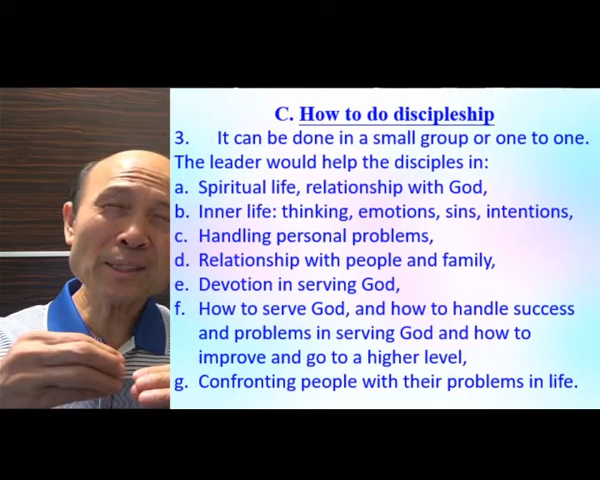 C. How to do discipleship
3. It can be done in a small group or one to one.
The leader would help the disciples in:
a. Spiritual life, relationship with God,
b. Inner life: thinking, emotions, sins, intentions,
c. Handling personal problems,
d. Relationship with people and family,
e. Devotion in serving God,
f. How to serve God, and how to handle success
and problems in serving God and how to
improve and go to a higher level,
g. Confronting people with their problems in life.